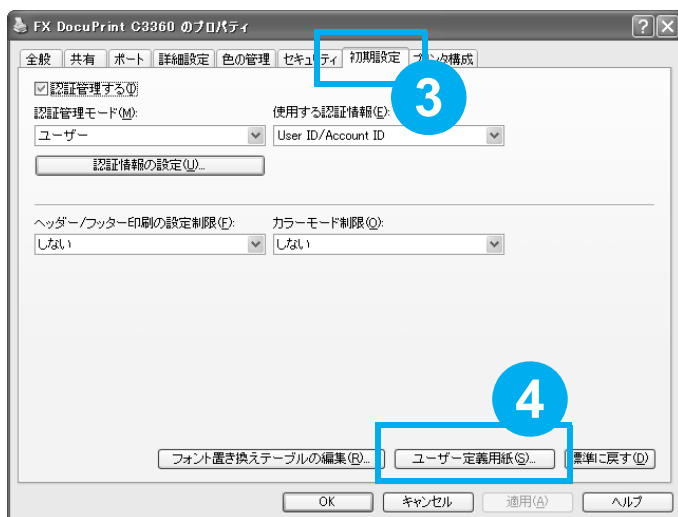 FX DocuPrint C3360 のプロパティ
全般 共有 ポート 詳細設定 色の管理 セキュリティ 初期設定 プリンタ構成
3
認証管理する(I)
認証管理モード(M): 使用する認証情報(E):
ユーザー User ID/Account ID
認証情報の設定(U)...
ヘッダー/フッター印刷の設定制限(F): カラーモード制限(O):
しない しない
4
フォント置き換えテーブルの編集(R)... ユーザー定義用紙(S)... 標準に戻す(D)
OK キャンセル 適用(A) ヘルプ